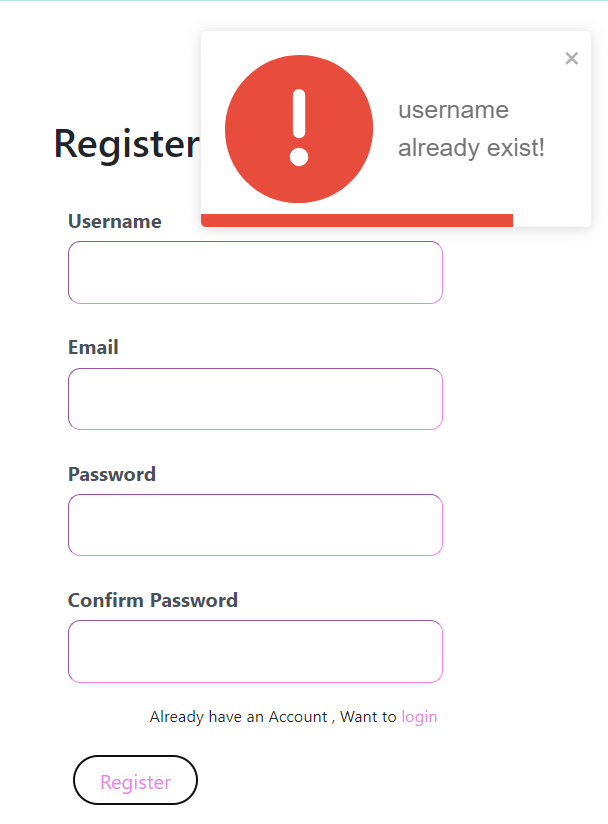 username
already exist!
Register
Username
Email
Password
Confirm Password
Already have an Account , Want to login
Register